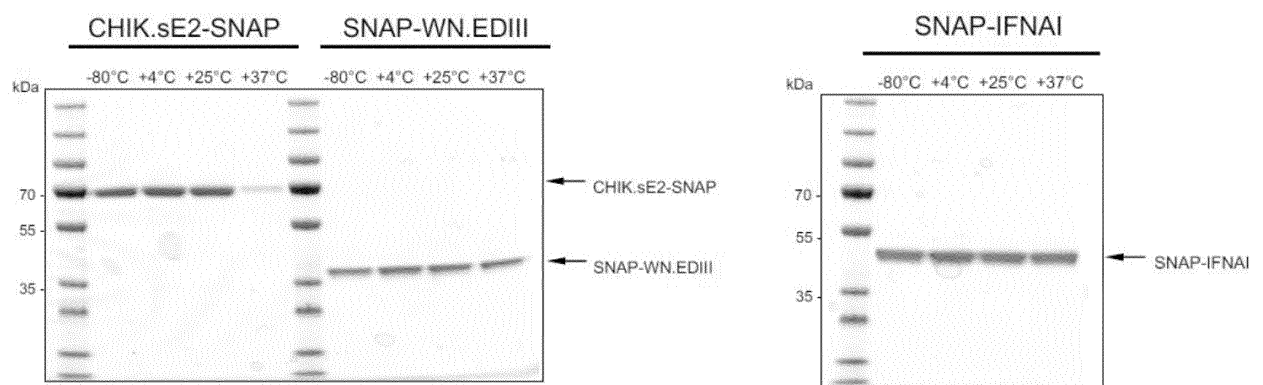 CHIK.sE2-SNAP SNAP-WN.EDIII
-80°C +4°C +25°C +37°C -80°C +4°C +25°C +37°C
kDa
70
55
35
CHIK.sE2-SNAP
SNAP-WN.EDIII
SNAP-IFNAI
-80°C +4°C +25°C +37°C
kDa
70
55
35
SNAP-IFNAI